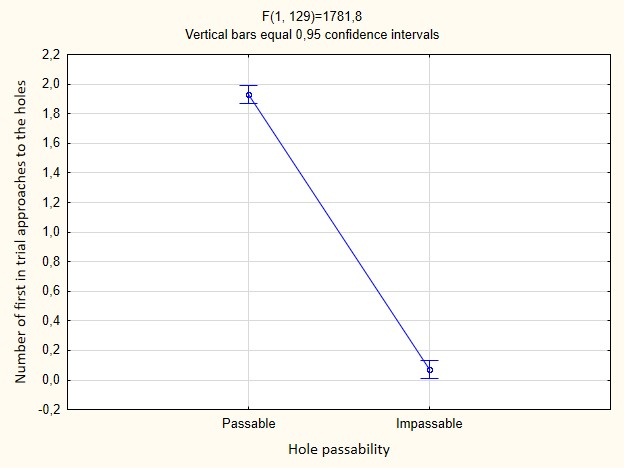 F(1, 129)=1781,8
Vertical bars equal 0,95 confidence intervals
Number of first in trial approaches to the holes
2,2
2,0
1,8
1,6
1,4
1,2
1,0
0,8
0,6
0,4
0,2
0,0
-0,2
Passable
Impassable
Hole passability